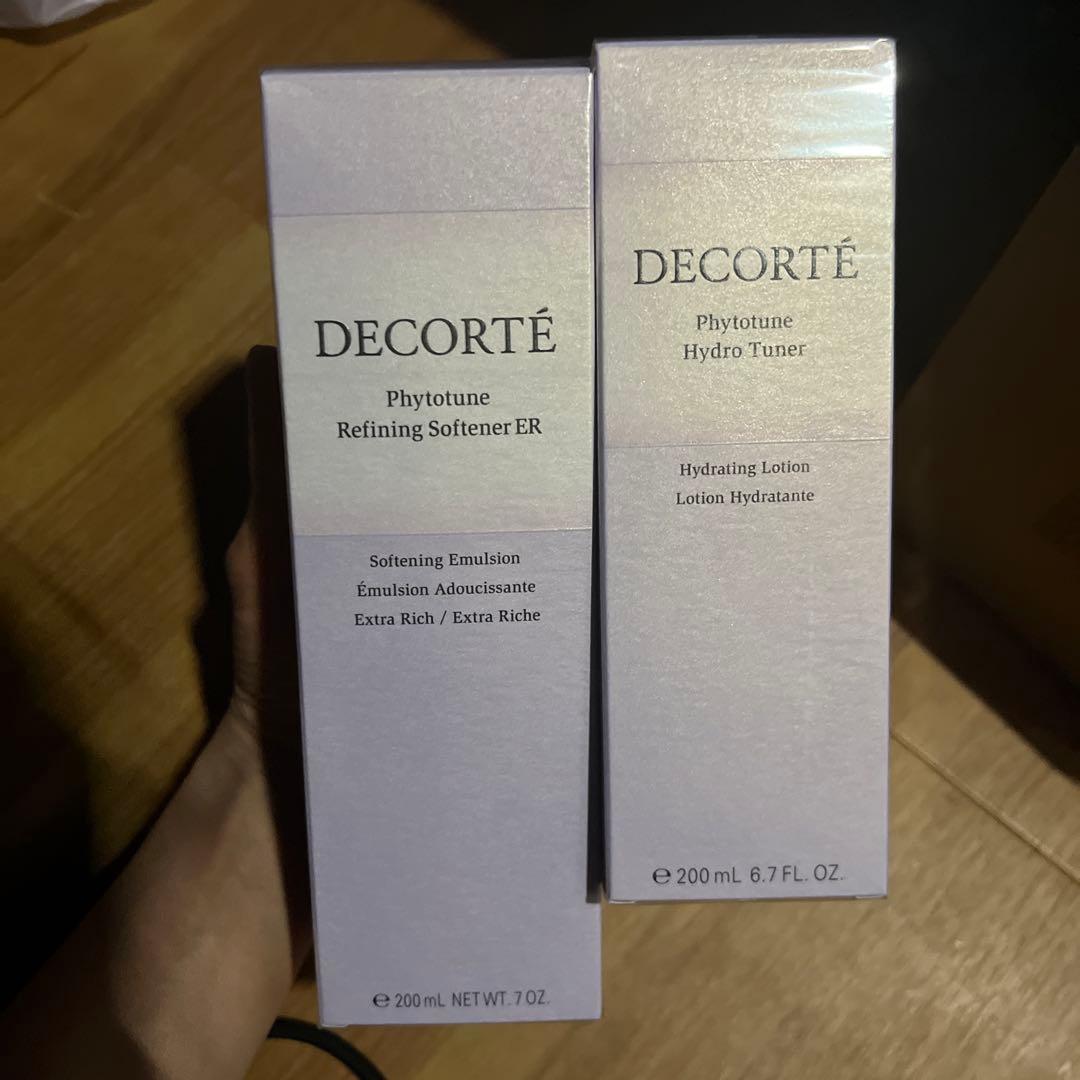 DECORTÉ
Phytotune
Refining Softener ER
Softening Emulsion
Émulsion Adoucissante
Extra Rich / Extra Riche
℮ 200 mL NET WT. 7 OZ.
DECORTÉ
Phytotune
Hydro Tuner
Hydrating Lotion
Lotion Hydratante
℮ 200 mL 6.7 FL. OZ.